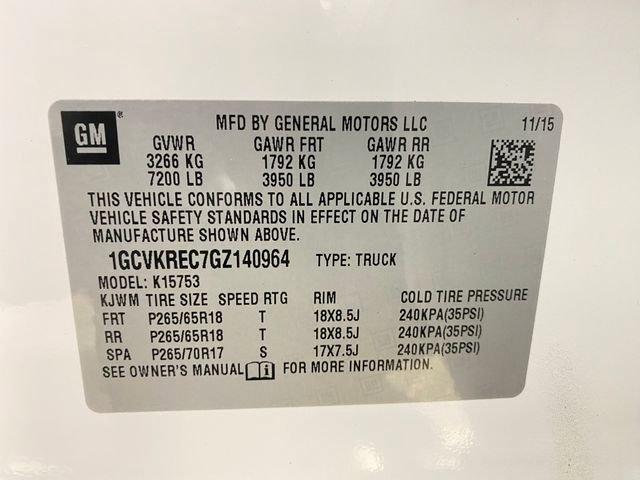 GM ®
MFD BY GENERAL MOTORS LLC 11/15
GVWR GAWR FRT GAWR RR
3266 KG 1792 KG 1792 KG
7200 LB 3950 LB 3950 LB
THIS VEHICLE CONFORMS TO ALL APPLICABLE U.S. FEDERAL MOTOR
VEHICLE SAFETY STANDARDS IN EFFECT ON THE DATE OF
MANUFACTURE SHOWN ABOVE.
1GCVKREC7GZ140964 TYPE: TRUCK
MODEL: K15753
KJWM TIRE SIZE SPEED RTG RIM COLD TIRE PRESSURE
FRT P265/65R18 T 18X8.5J 240KPA(35PSI)
RR P265/65R18 T 18X8.5J 240KPA(35PSI)
SPA P265/70R17 S 17X7.5J 240KPA(35PSI)
SEE OWNER'S MANUAL FOR MORE INFORMATION.